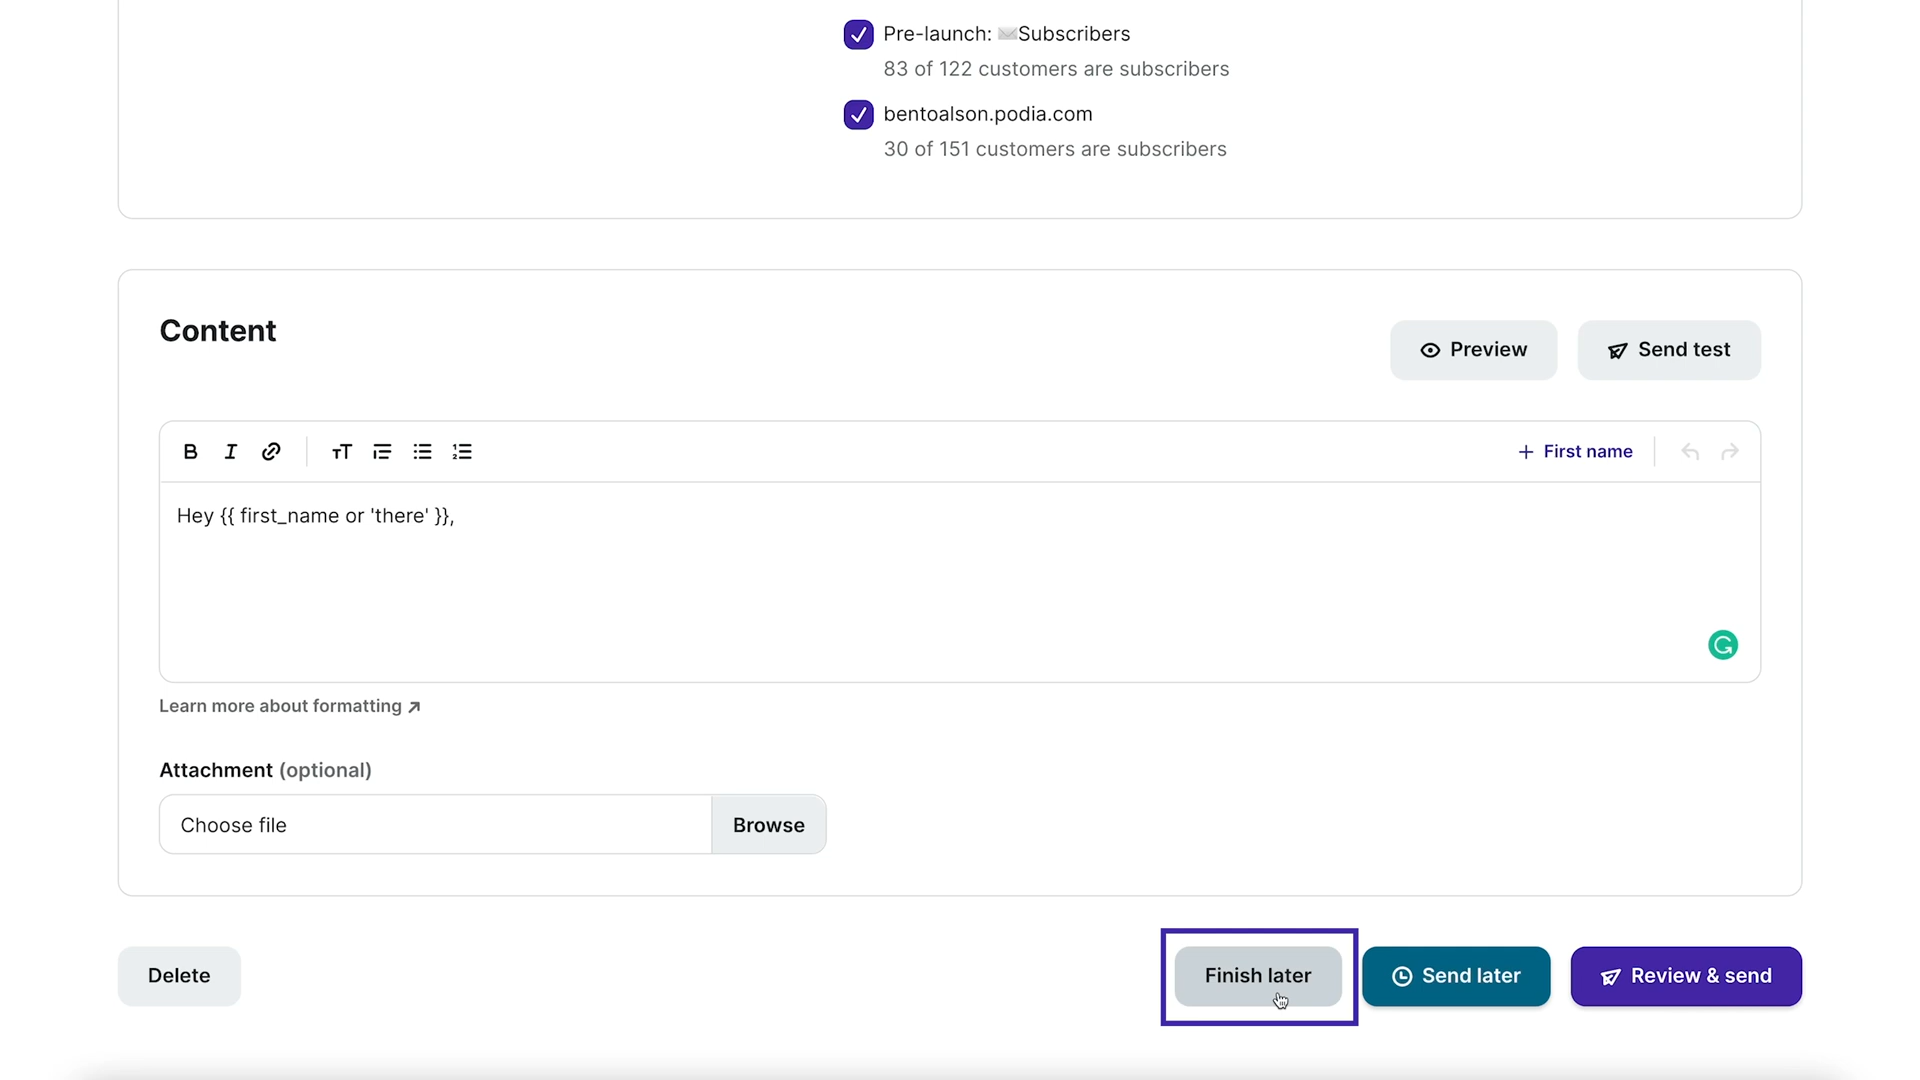 Pre-launch: ✉️Subscribers
83 of 122 customers are subscribers
bentoalson.podia.com
30 of 151 customers are subscribers
Content
Preview
Send test
B I
тT
+ First name
Hey {{ first_name or 'there' }},
Learn more about formatting ↗
Attachment (optional)
Choose file
Browse
Delete
Finish later
Send later
Review & send